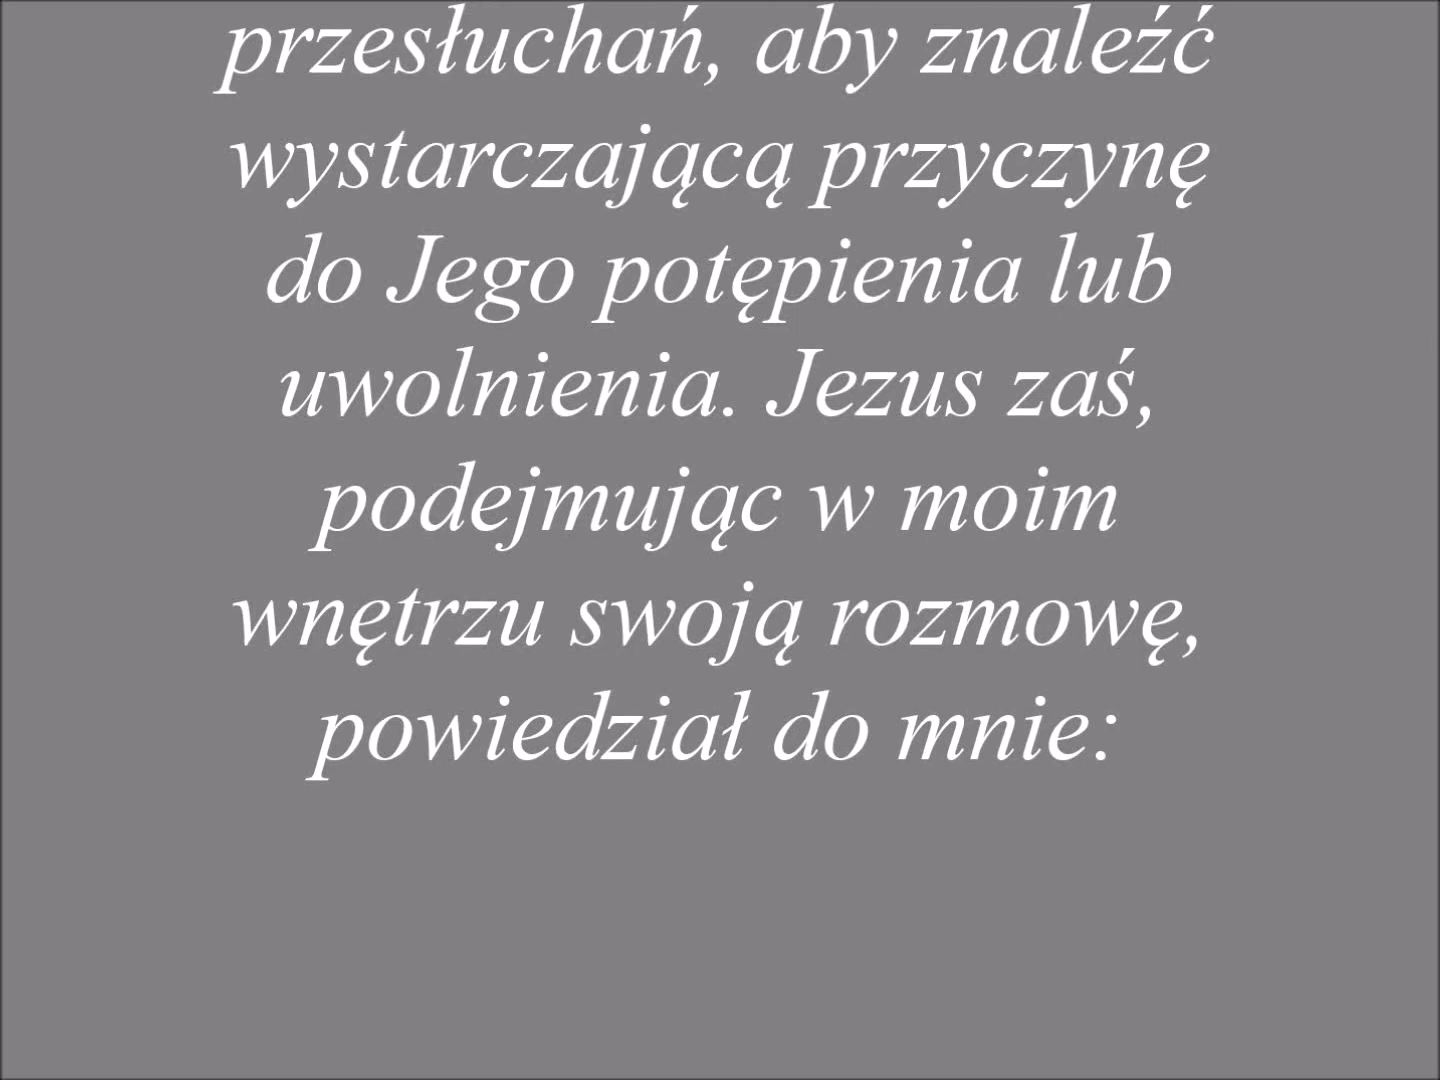 przesłuchań, aby znaleźć
wystarczającą przyczynę
do Jego potępienia lub
uwolnienia. Jezus zaś,
podejmując w moim
wnętrzu swoją rozmowę,
powiedział do mnie: